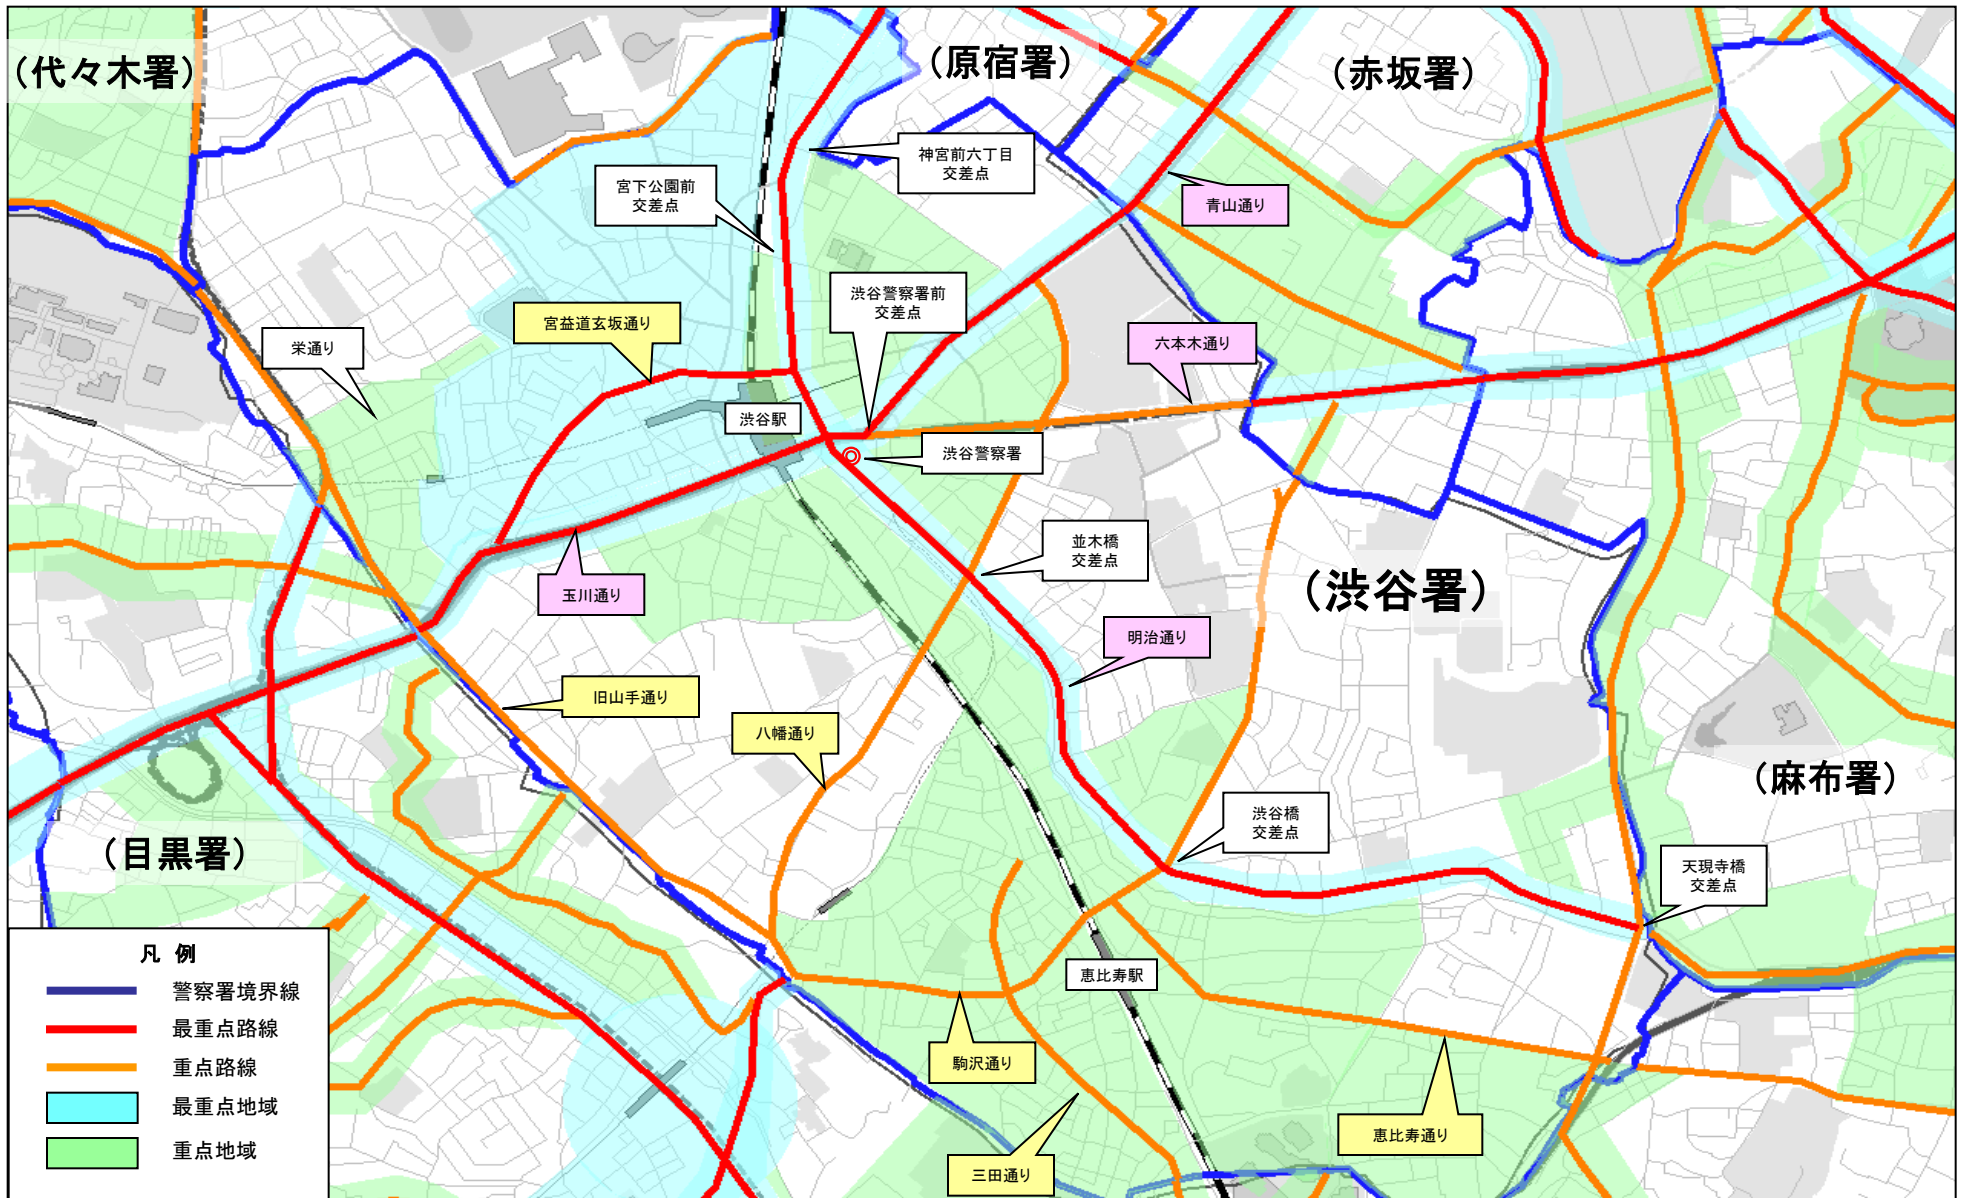 (代々木署)
(原宿署)
(赤坂署)
神宮前六丁目
交差点
宮下公園前
交差点
青山通り
渋谷警察署前
交差点
宮益道玄坂通り
栄通り
六本木通り
渋谷駅
渋谷警察署
並木橋
交差点
(渋谷署)
玉川通り
明治通り
旧山手通り
八幡通り
(麻布署)
渋谷橋
交差点
(目黒署)
天現寺橋
交差点
恵比寿駅
駒沢通り
恵比寿通り
三田通り
凡 例
警察署境界線
最重点路線
重点路線
最重点地域
重点地域